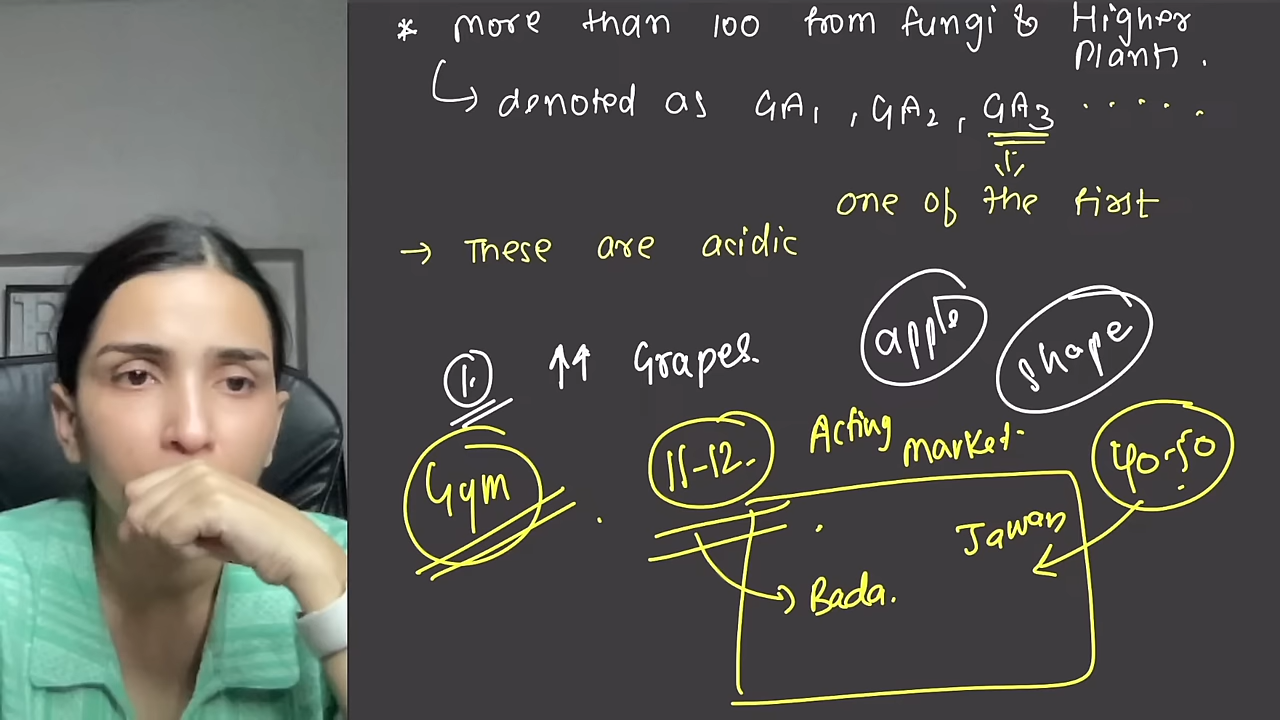 * more than 100 from fungi & Higher
Plants.
denoted as GA1, GA2, GA3 .....
one of the first
→ These are acidic
1. ↑↑ Grapes.
apple
shape
Gym
11-12.
Acting
market.
40-50
Jawan
Bada.